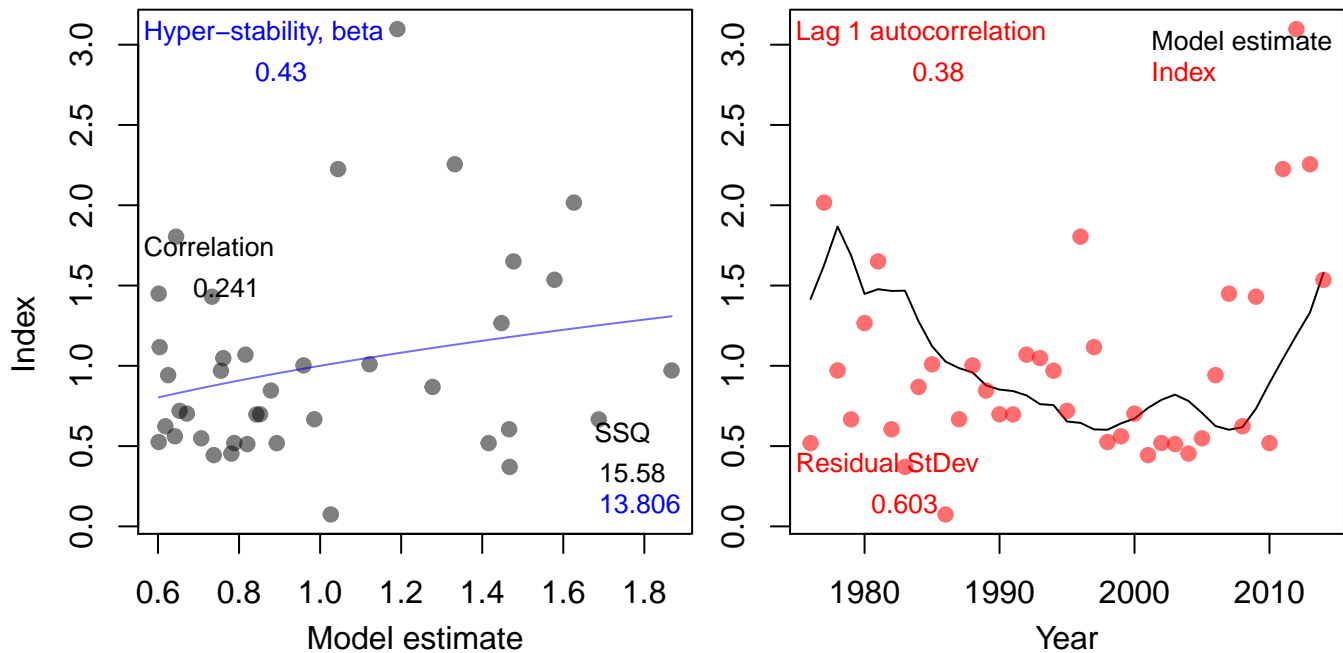 Hyper−stability, beta
0.43
Correlation
0.241
SSQ
15.58
13.806
Index
0.0
0.5
1.0
1.5
2.0
2.5
3.0
0.6 0.8 1.0 1.2 1.4 1.6 1.8
Model estimate
Lag 1 autocorrelation
0.38
Model estimate
Index
Residual StDev
0.603
0.0
0.5
1.0
1.5
2.0
2.5
3.0
1980 1990 2000 2010
Year